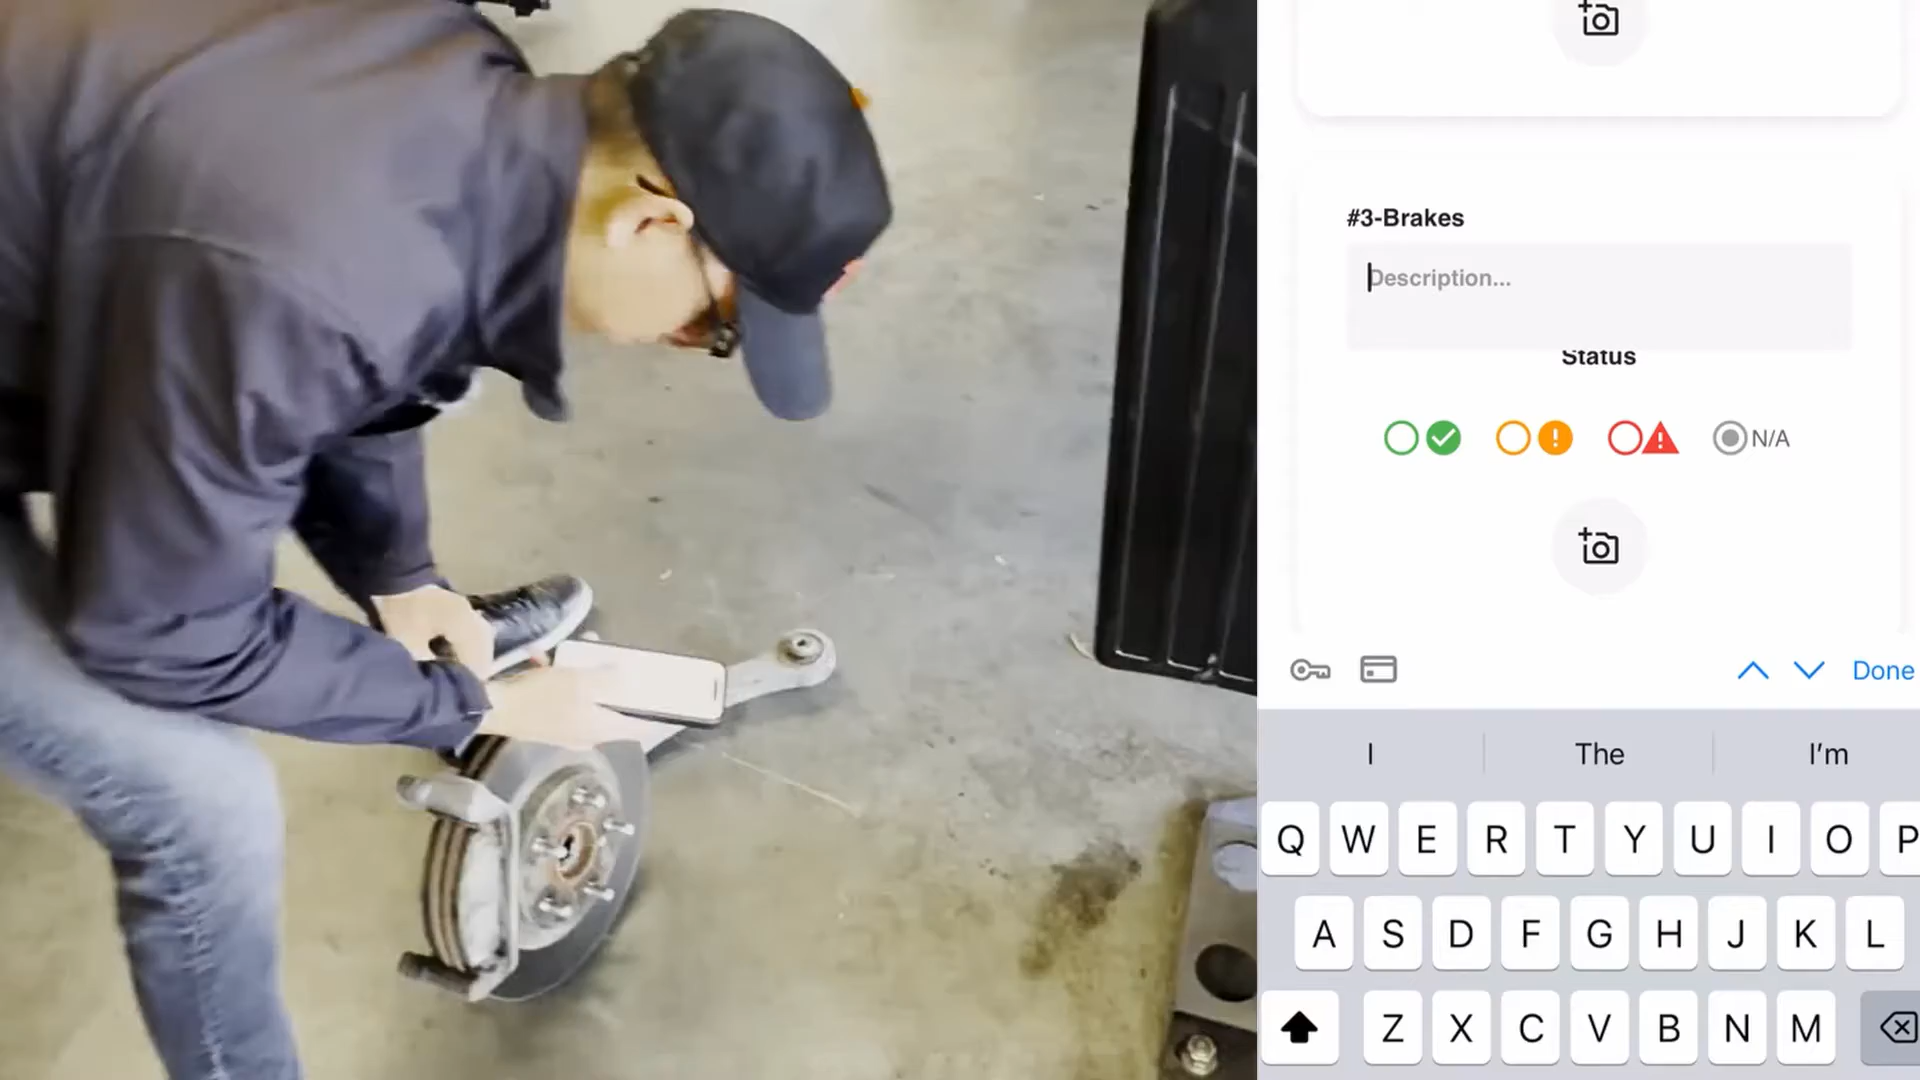 #3-Brakes
Description...
Status
N/A
Done
I The I'm
Q W E R T Y U I O P
A S D F G H J K L
Z X C V B N M